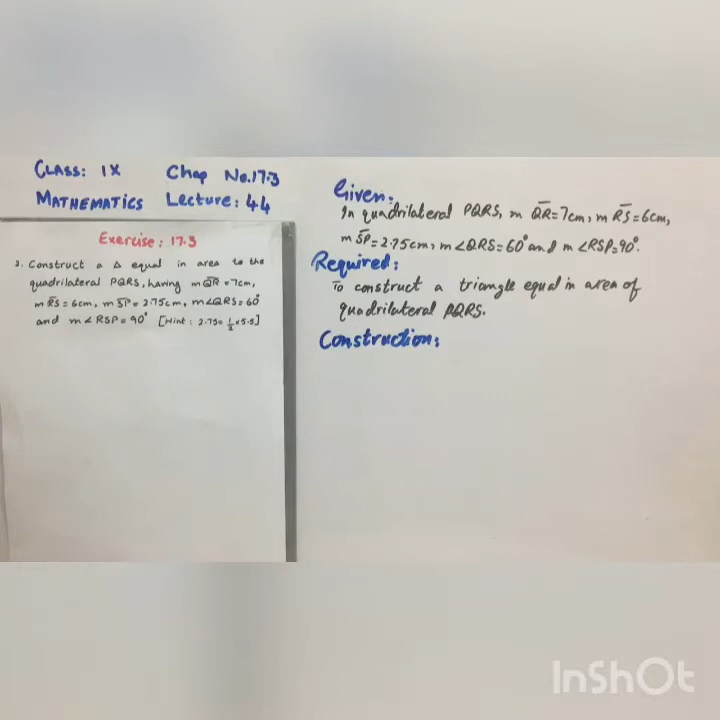 CLASS: IX Chap No.17.3
MATHEMATICS Lecture: 44
Exercise: 17.3
3. Construct a Δ equal in area to the
quadrilateral PQRS, having mQR̅ = 7cm,
mRS̅ = 6cm, mSP̅ = 2.75cm, m∠QRS = 60°
and m∠RSP = 90° [Hint: 2.75= 1/2 x5.5]
Given:
In quadrilateral PQRS, m QR̅=7cm, m RS̅=6cm,
mSP̅=2.75cm, m∠QRS=60° and m∠RSP=90°.
Required:
To construct a triangle equal in area of
quadrilateral PQRS.
Construction:
InShOt